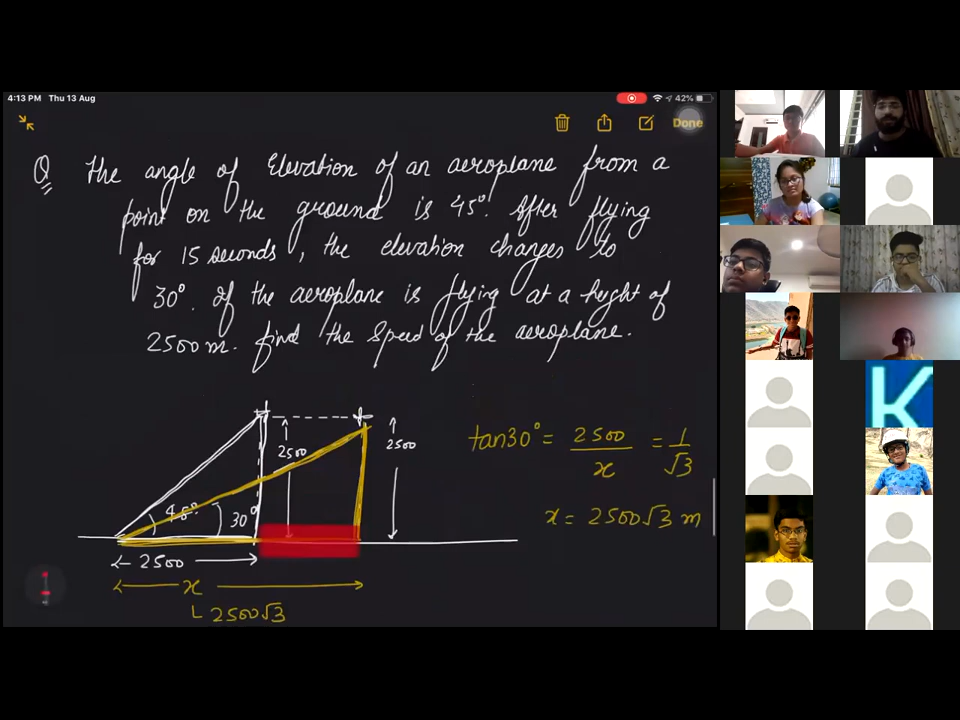 4:13 PM Thu 13 Aug
42%
Done
Q The angle of Elevation of an aeroplane from a
point on the ground is 45°. After flying
for 15 seconds, the elevation changes to
30°. If the aeroplane is flying at a height of
2500 m. find the speed of the aeroplane.
2500
2500
45°
30°
2500
x
2500√3
tan30° = 2500/x = 1/√3
x = 2500√3 m
K